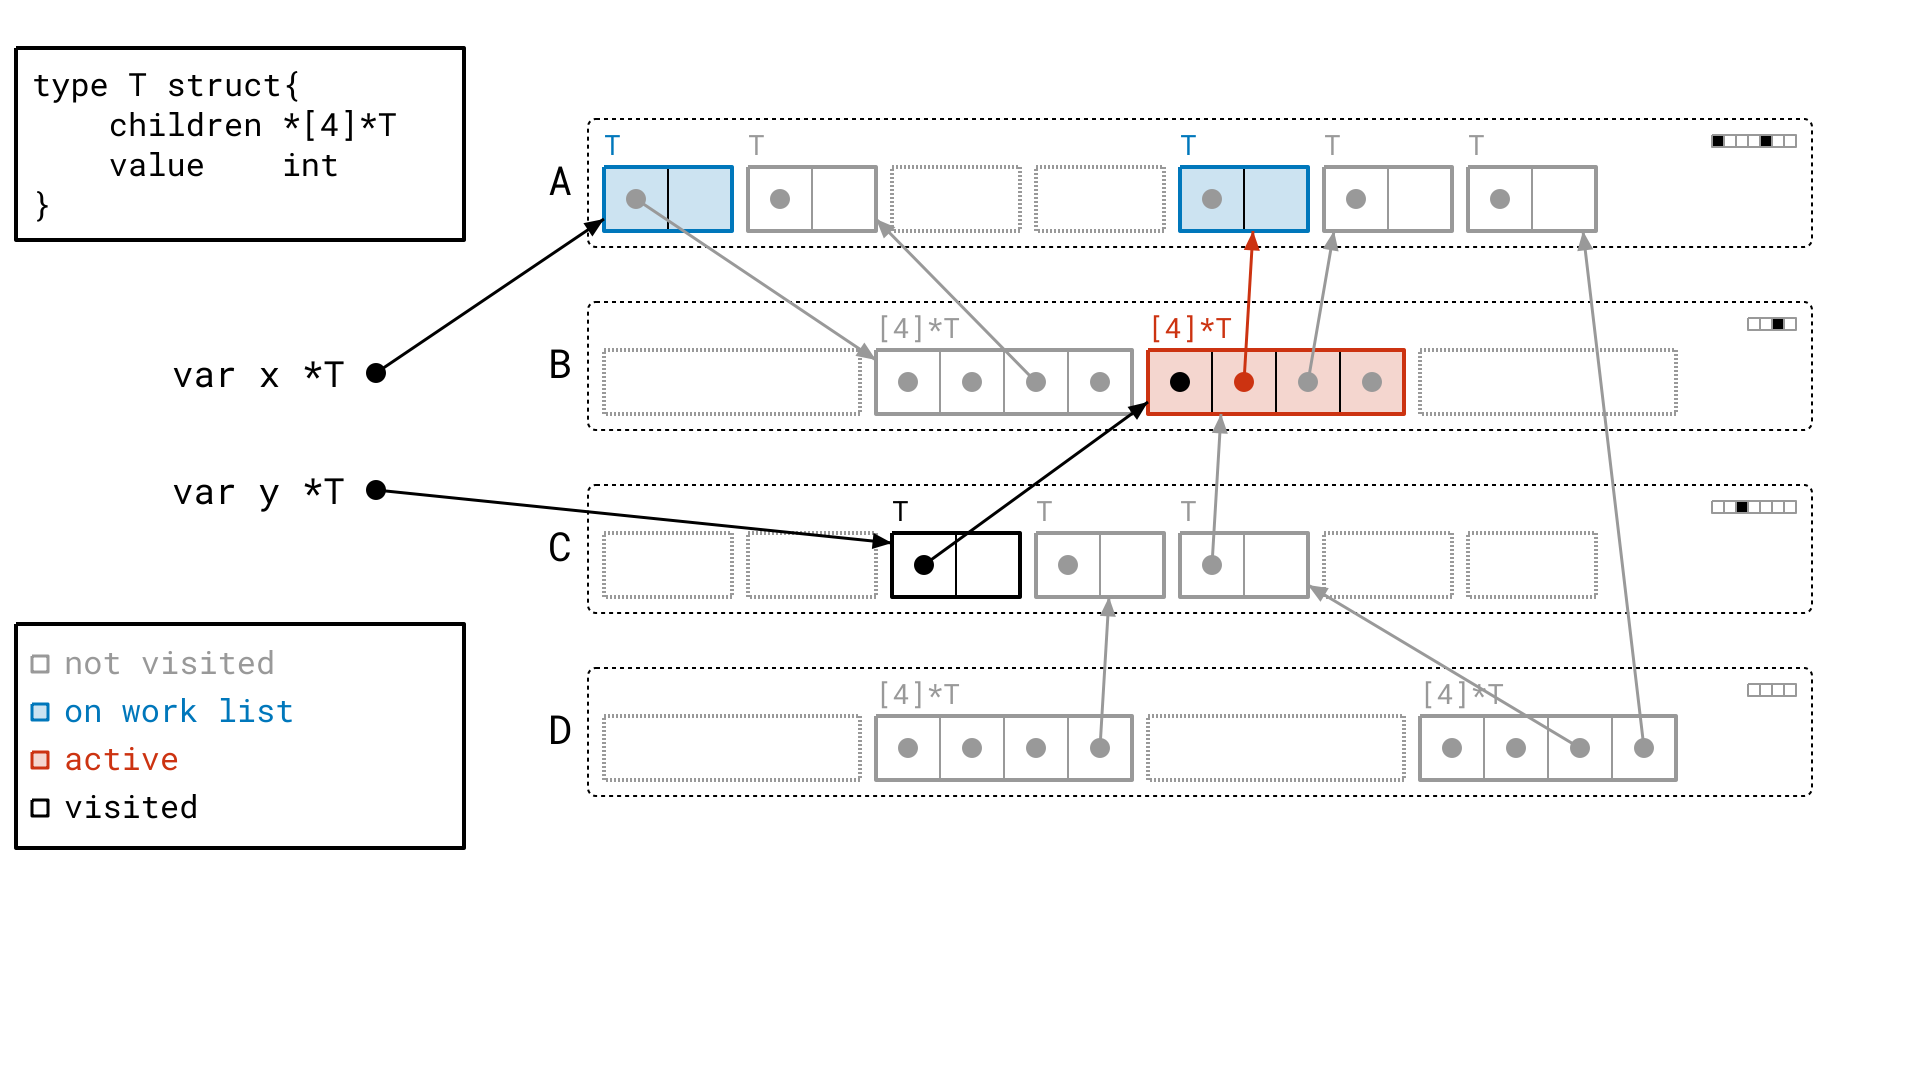 type T struct{
    children *[4]*T
    value    int
}
T T T T T
A
[4]*T [4]*T
B
var x *T
var y *T
T T T
C
[4]*T [4]*T
D
not visited
on work list
active
visited